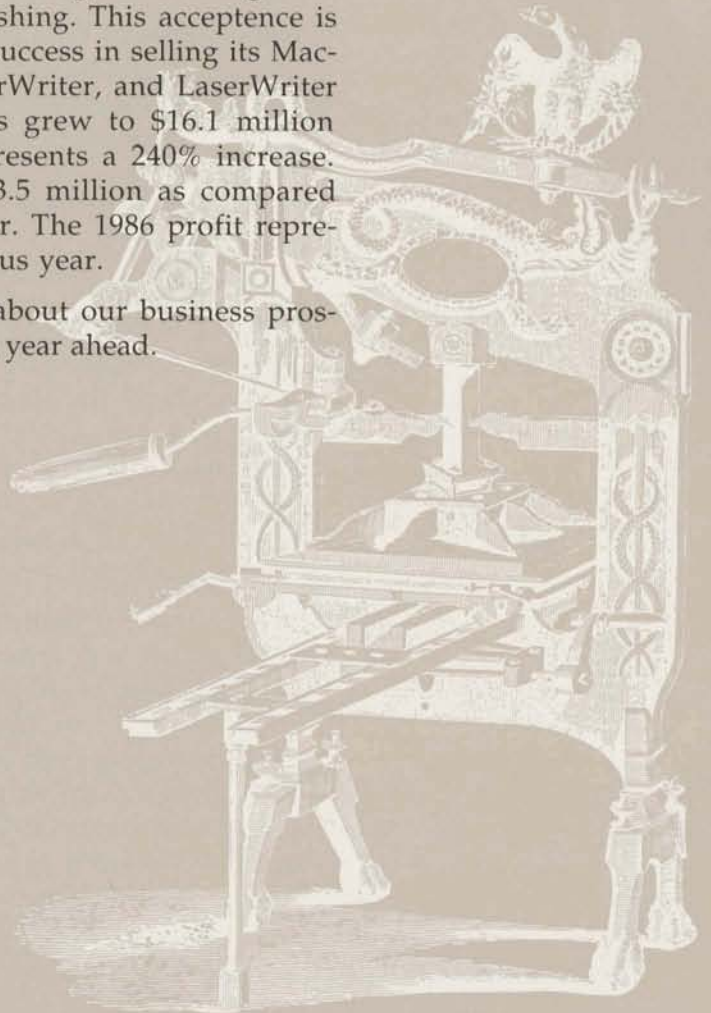 shing. This acceptence is
uccess in selling its Mac-
rWriter, and LaserWriter
s grew to $16.1 million
presents a 240% increase.
3.5 million as compared
r. The 1986 profit repre-
us year.
about our business pros-
year ahead.